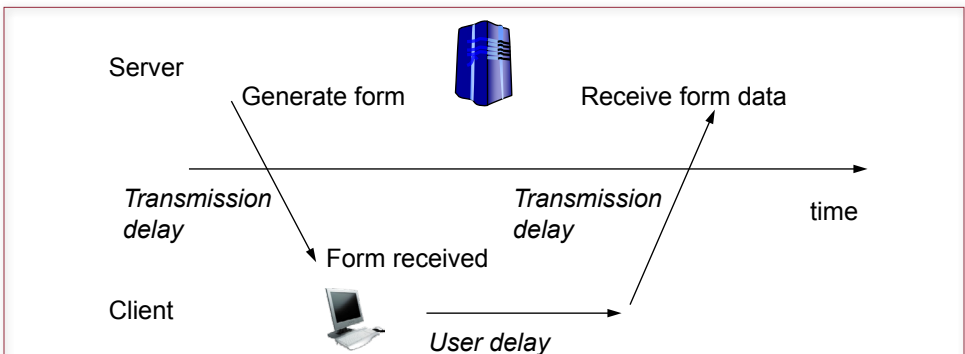 Server
Generate form
Receive form data
Transmission
delay
Transmission
delay
time
Form received
Client
User delay